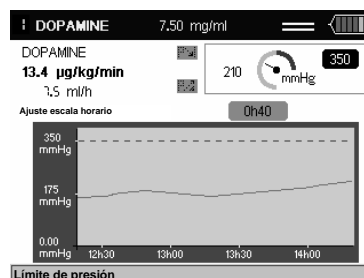 DOPAMINE 7.50 mg/ml
DOPAMINE
13.4 µg/kg/min
7.5 ml/h
210 mmHg 350
Ajuste escala horario 0h40
350
mmHg
175
mmHg
0.00
mmHg 12h30 13h00 13h30 14h00
Límite de presión